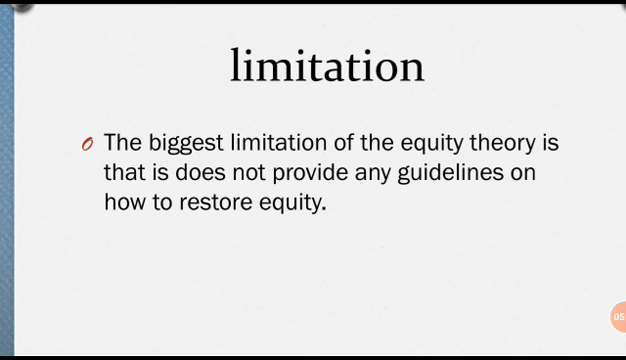 limitation
The biggest limitation of the equity theory is
that is does not provide any guidelines on
how to restore equity.
05